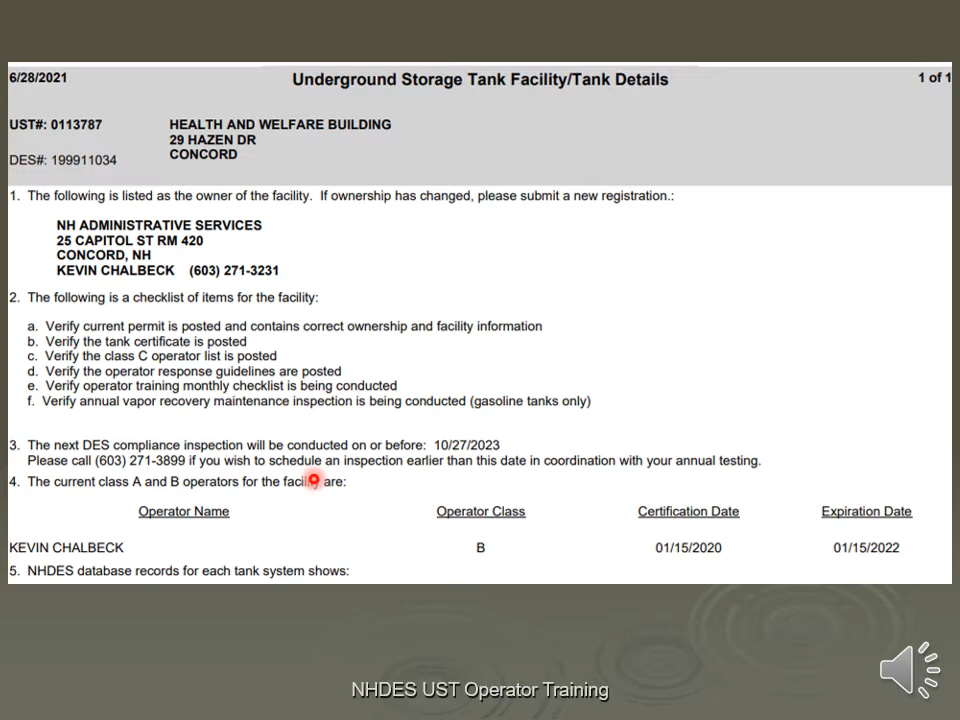 6/28/2021 Underground Storage Tank Facility/Tank Details 1 of 1
UST#: 0113787 HEALTH AND WELFARE BUILDING
29 HAZEN DR
DES#: 199911034 CONCORD
1. The following is listed as the owner of the facility. If ownership has changed, please submit a new registration.:
NH ADMINISTRATIVE SERVICES
25 CAPITOL ST RM 420
CONCORD, NH
KEVIN CHALBECK (603) 271-3231
2. The following is a checklist of items for the facility:
a. Verify current permit is posted and contains correct ownership and facility information
b. Verify the tank certificate is posted
c. Verify the class C operator list is posted
d. Verify the operator response guidelines are posted
e. Verify operator training monthly checklist is being conducted
f. Verify annual vapor recovery maintenance inspection is being conducted (gasoline tanks only)
3. The next DES compliance inspection will be conducted on or before: 10/27/2023
Please call (603) 271-3899 if you wish to schedule an inspection earlier than this date in coordination with your annual testing.
4. The current class A and B operators for the facility are:
Operator Name Operator Class Certification Date Expiration Date
KEVIN CHALBECK B 01/15/2020 01/15/2022
5. NHDES database records for each tank system shows:
NHDES UST Operator Training